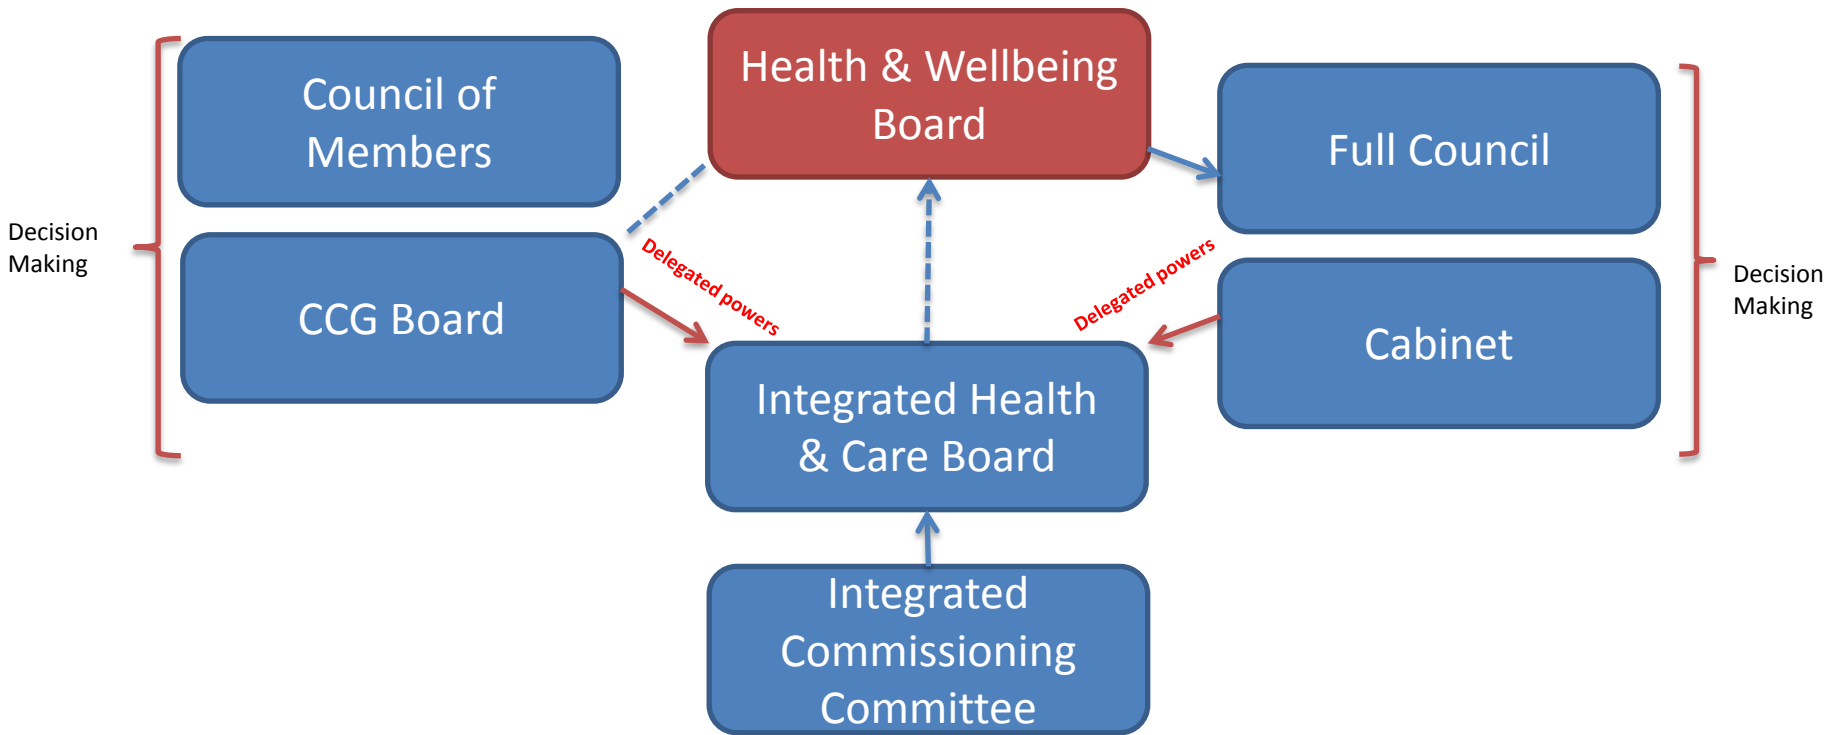 Council of
Members
Health & Wellbeing
Board
Full Council
Decision
Making
CCG Board
Delegated powers
Delegated powers
Cabinet
Decision
Making
Integrated Health
& Care Board
Integrated
Commissioning
Committee